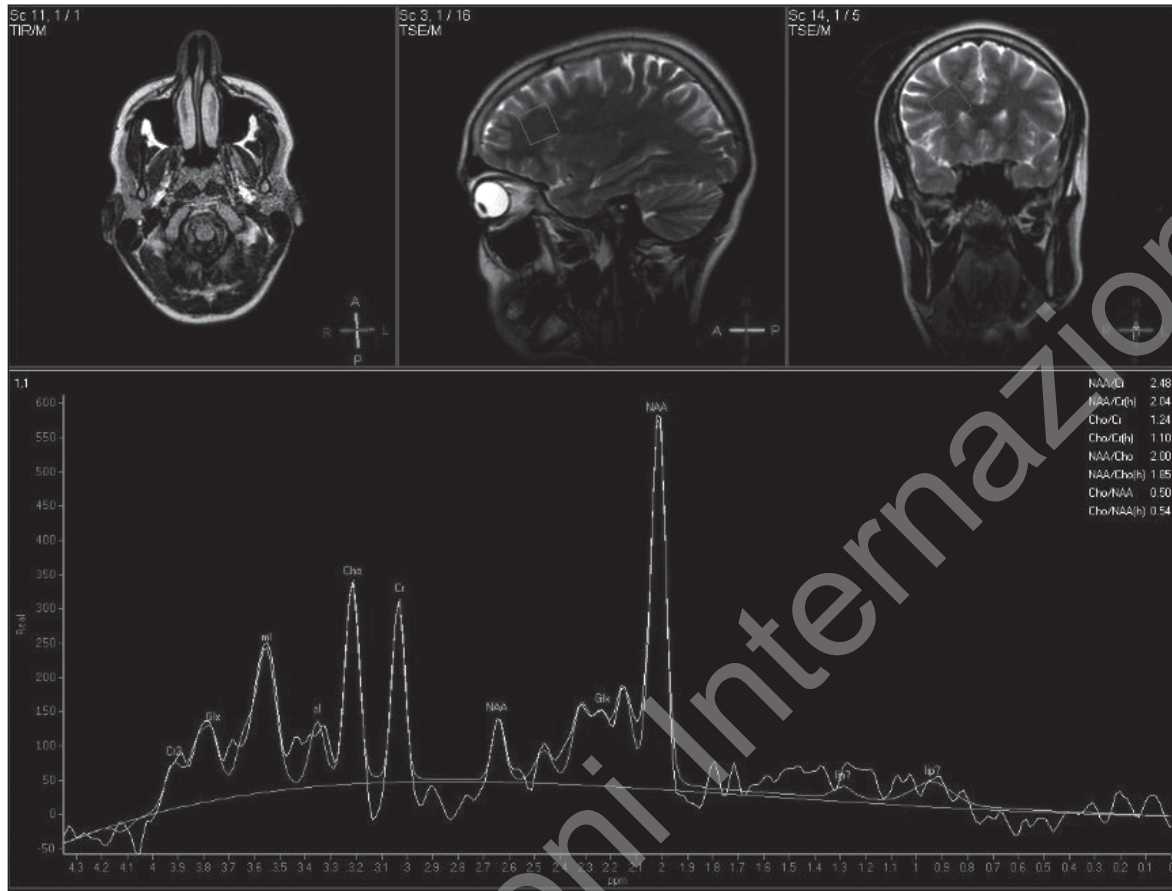 Sc 11, 1 / 1
TIR/M
A
R
L
P
Sc 3, 1 / 16
TSE/M
A
P
Sc 14, 1 / 5
TSE/M
1,1
NAA/Cr 2.48
NAA/Cr(h) 2.04
Cho/Cr 1.24
Cho/Cr(h) 1.10
NAA/Cho 2.00
NAA/Cho(h) 1.85
Cho/NAA 0.50
Cho/NAA(h) 0.54
600
550
500
450
400
350
300
250
200
150
100
50
0
-50
Real
Cr2
Glx
mI
sI
Cho
Cr
NAA
Glx
NAA
lip?
lip?
4.3 4.2 4.1 4 3.9 3.8 3.7 3.6 3.5 3.4 3.3 3.2 3.1 3 2.9 2.8 2.7 2.6 2.5 2.4 2.3 2.2 2.1 2 1.9 1.8 1.7 1.6 1.5 1.4 1.3 1.2 1.1 1 0.9 0.8 0.7 0.6 0.5 0.4 0.3 0.2 0.1
ppm
eni Internazion